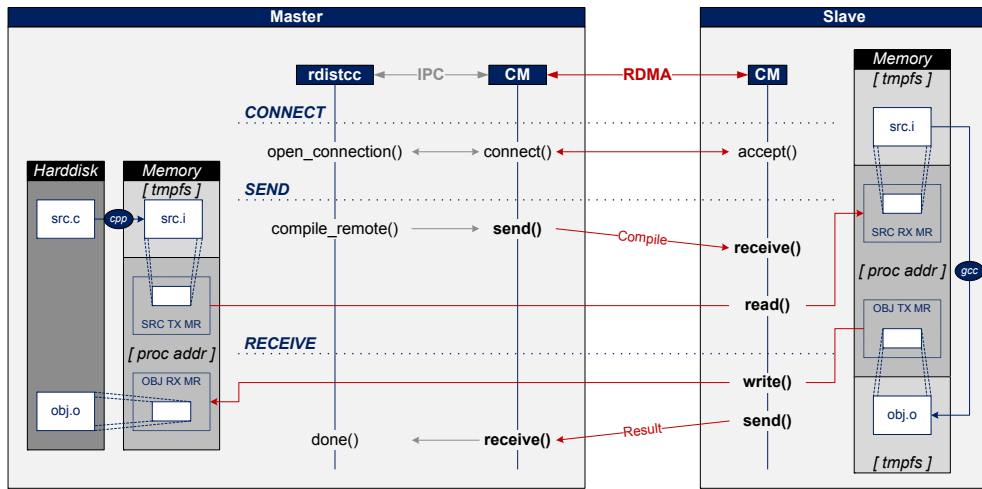 Master
Slave
rdistcc
IPC
CM
RDMA
CM
Memory
[ tmpfs ]
CONNECT
src.i
open_connection()
connect()
accept()
Harddisk
Memory
[ tmpfs ]
SEND
src.c
cpp
src.i
compile_remote()
send()
Compile
receive()
SRC RX MR
[ proc addr ]
gcc
read()
OBJ TX MR
SRC TX MR
RECEIVE
[ proc addr ]
OBJ RX MR
write()
obj.o
obj.o
send()
Result
done()
receive()
[ tmpfs ]